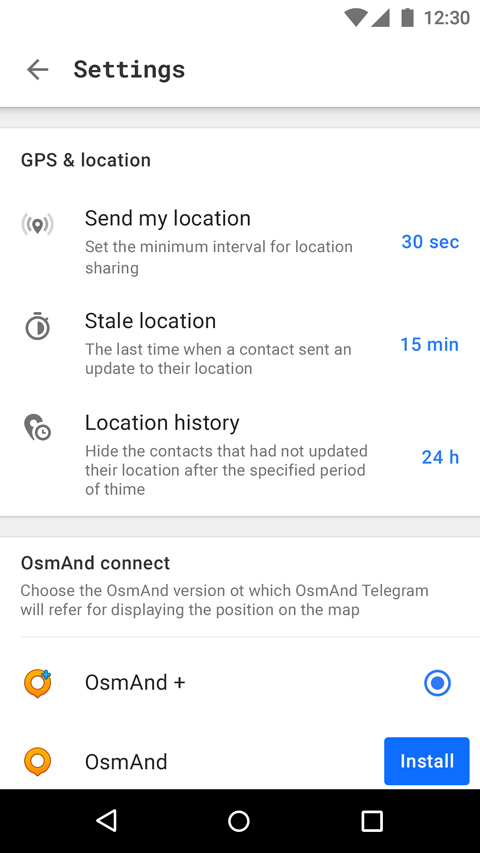 12:30
Settings
GPS & location
Send my location
Set the minimum interval for location
sharing
30 sec
Stale location
The last time when a contact sent an
update to their location
15 min
Location history
Hide the contacts that had not updated
their location after the specified period
of thime
24 h
OsmAnd connect
Choose the OsmAnd version ot which OsmAnd Telegram
will refer for displaying the position on the map
OsmAnd +
OsmAnd
Install